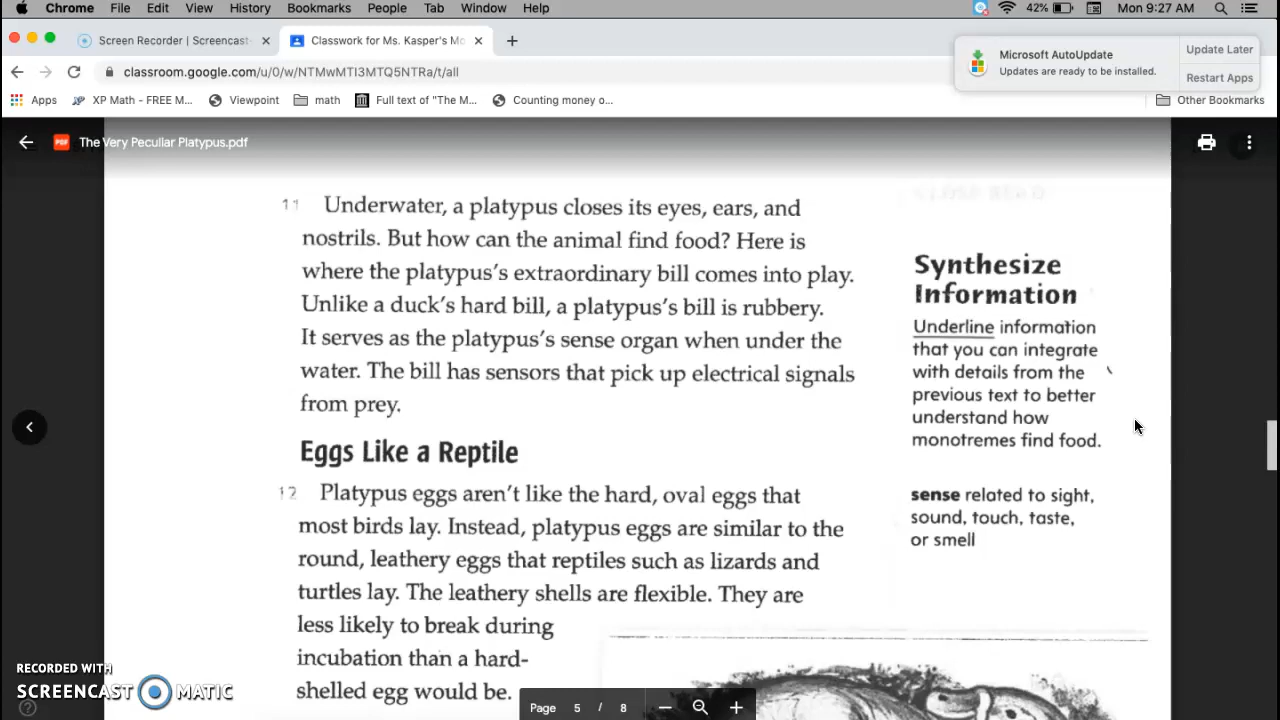 Chrome File Edit View History Bookmarks People Tab Window Help 42% Mon 9:27 AM
Screen Recorder | Screencast- Classwork for Ms. Kasper's Mo
classroom.google.com/u/0/w/NTMwMTI3MTQ5NTRa/t/all
Microsoft AutoUpdate
Updates are ready to be installed.
Update Later
Restart Apps
Apps XP Math - FREE M... Viewpoint math Full text of "The M... Counting money o... Other Bookmarks
PDF The Very Peculiar Platypus.pdf
11 Underwater, a platypus closes its eyes, ears, and
nostrils. But how can the animal find food? Here is
where the platypus's extraordinary bill comes into play.
Unlike a duck's hard bill, a platypus's bill is rubbery.
It serves as the platypus's sense organ when under the
water. The bill has sensors that pick up electrical signals
from prey.
Eggs Like a Reptile
12 Platypus eggs aren't like the hard, oval eggs that
most birds lay. Instead, platypus eggs are similar to the
round, leathery eggs that reptiles such as lizards and
turtles lay. The leathery shells are flexible. They are
less likely to break during
incubation than a hard-
shelled egg would be.
CLOSE READ
Synthesize
Information
Underline information
that you can integrate
with details from the
previous text to better
understand how
monotremes find food.
sense related to sight,
sound, touch, taste,
or smell
RECORDED WITH
SCREENCAST MATIC
Page 5 / 8